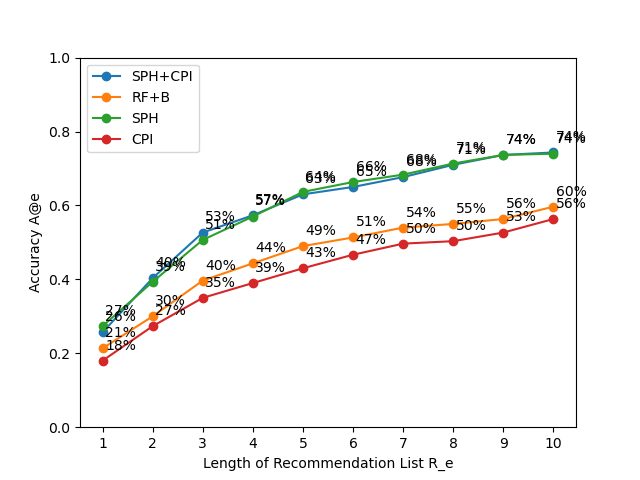 SPH+CPI
RF+B
SPH
CPI
1.0
0.8
0.6
0.4
0.2
0.0
Accuracy A@e
26% 40% 53% 57% 63% 65% 68% 71% 74% 74%
21% 30% 40% 44% 49% 51% 54% 55% 56% 60%
27% 39% 51% 57% 64% 66% 68% 71% 74% 74%
18% 27% 35% 39% 43% 47% 50% 50% 53% 56%
1 2 3 4 5 6 7 8 9 10
Length of Recommendation List R_e